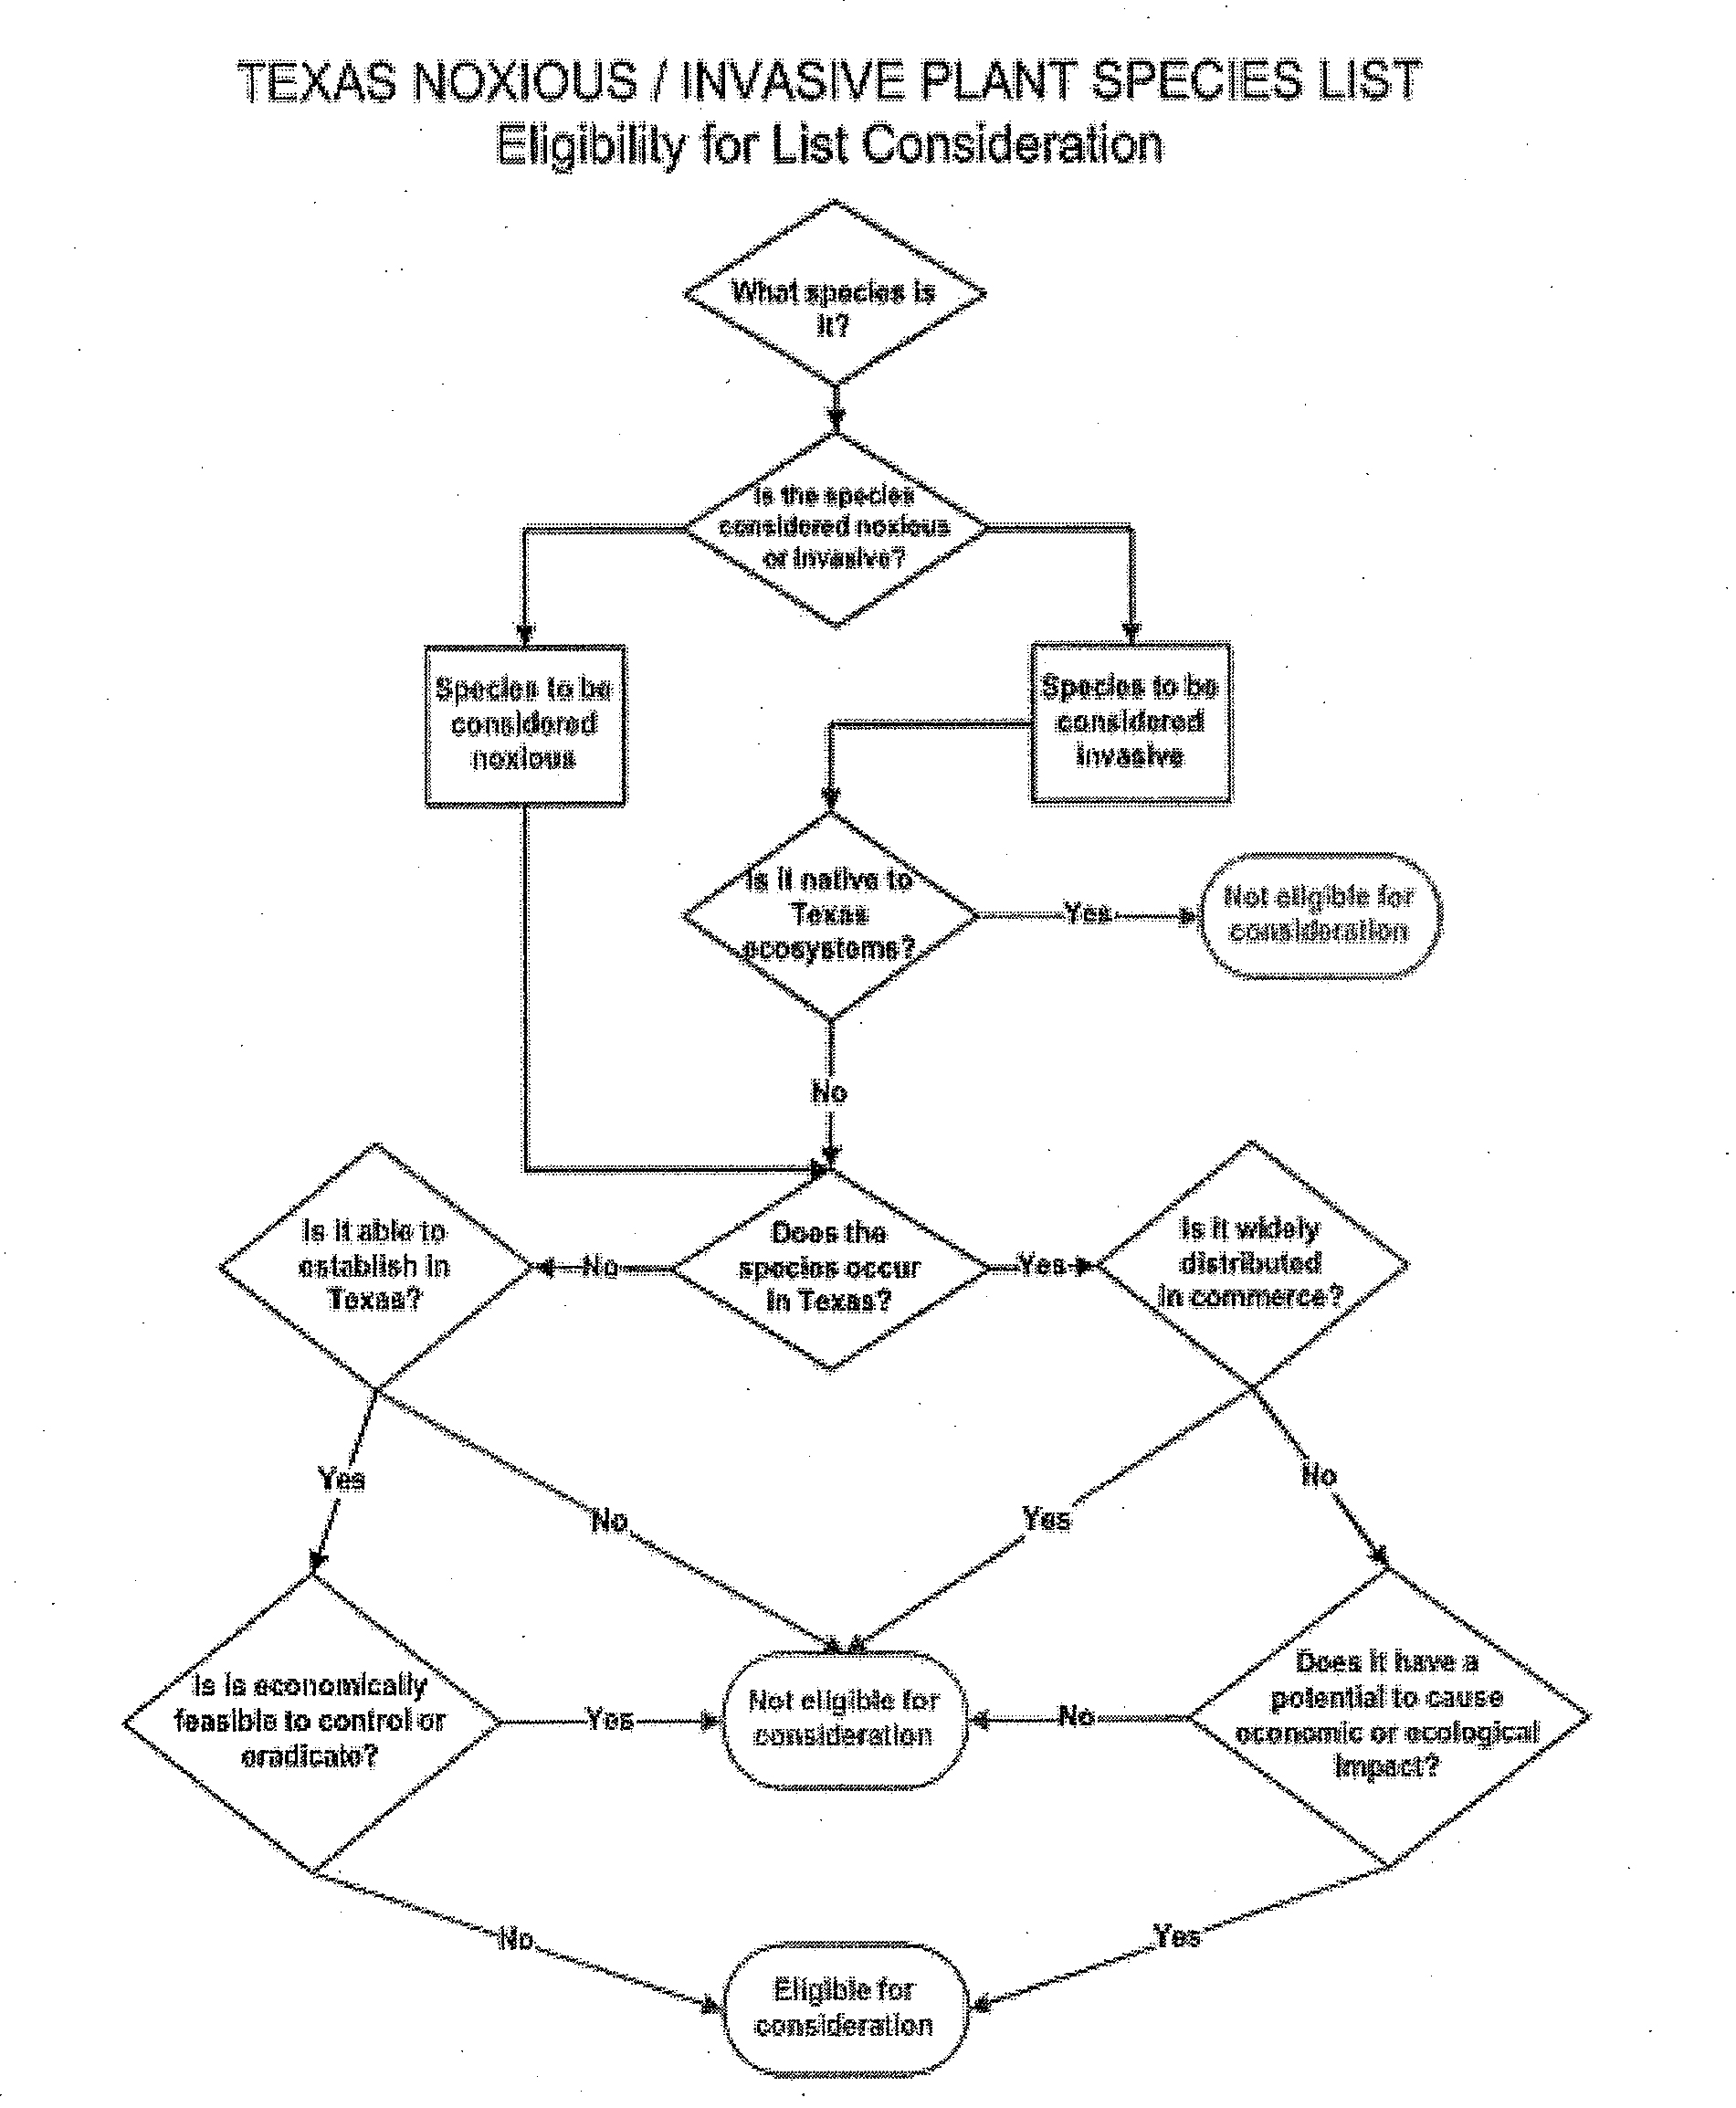 TEXAS NOXIOUS / INVASIVE PLANT SPECIES LIST
Eligibility for List Consideration
What species is
it?
Is the species
considered noxious
or invasive?
Species to be
considered
noxious
Species to be
considered
invasive
Is it native to
Texas
ecosystems?
Yes
Not eligible for
consideration
No
Is it able to
establish in
Texas?
No
Does the
species occur
in Texas?
Yes
Is it widely
distributed
in commerce?
Yes
No
Yes
No
Is is economically
feasible to control or
eradicate?
Yes
Not eligible for
consideration
No
Does it have a
potential to cause
economic or ecological
impact?
No
Yes
Eligible for
consideration